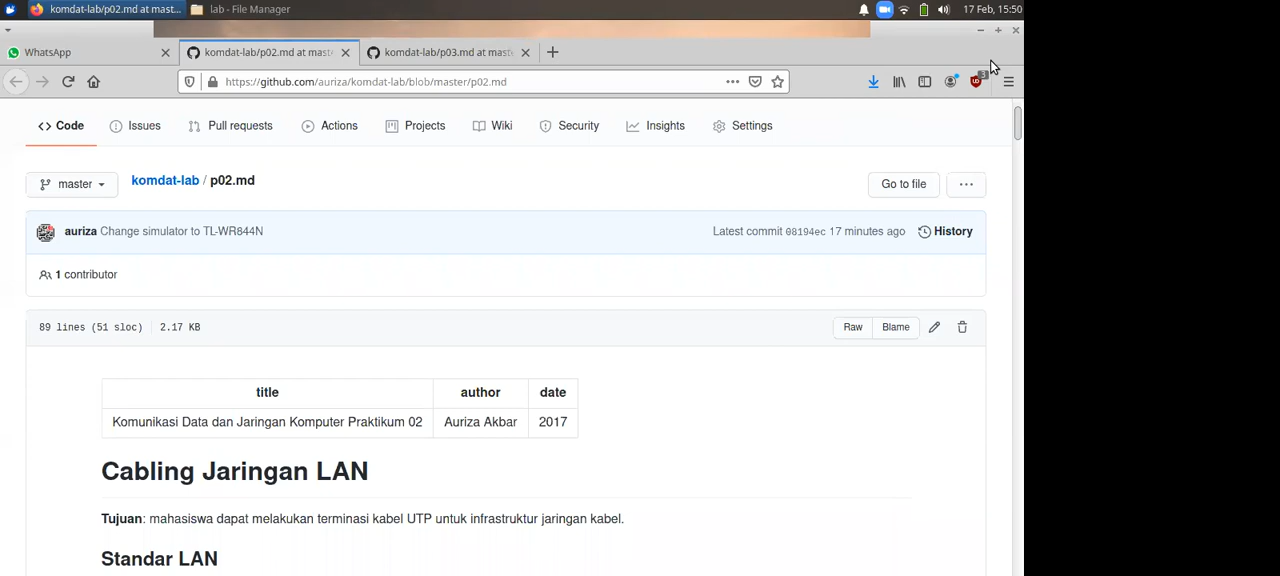 komdat-lab/p02.md at mast...
lab - File Manager
17 Feb, 15:50
WhatsApp
komdat-lab/p02.md at mast
komdat-lab/p03.md at mast
https://github.com/auriza/komdat-lab/blob/master/p02.md
3
Code
Issues
Pull requests
Actions
Projects
Wiki
Security
Insights
Settings
master
komdat-lab / p02.md
Go to file
auriza Change simulator to TL-WR844N
Latest commit 08194ec 17 minutes ago
History
1 contributor
89 lines (51 sloc)
2.17 KB
Raw
Blame
title author date
Komunikasi Data dan Jaringan Komputer Praktikum 02 Auriza Akbar 2017
Cabling Jaringan LAN
Tujuan: mahasiswa dapat melakukan terminasi kabel UTP untuk infrastruktur jaringan kabel.
Standar LAN